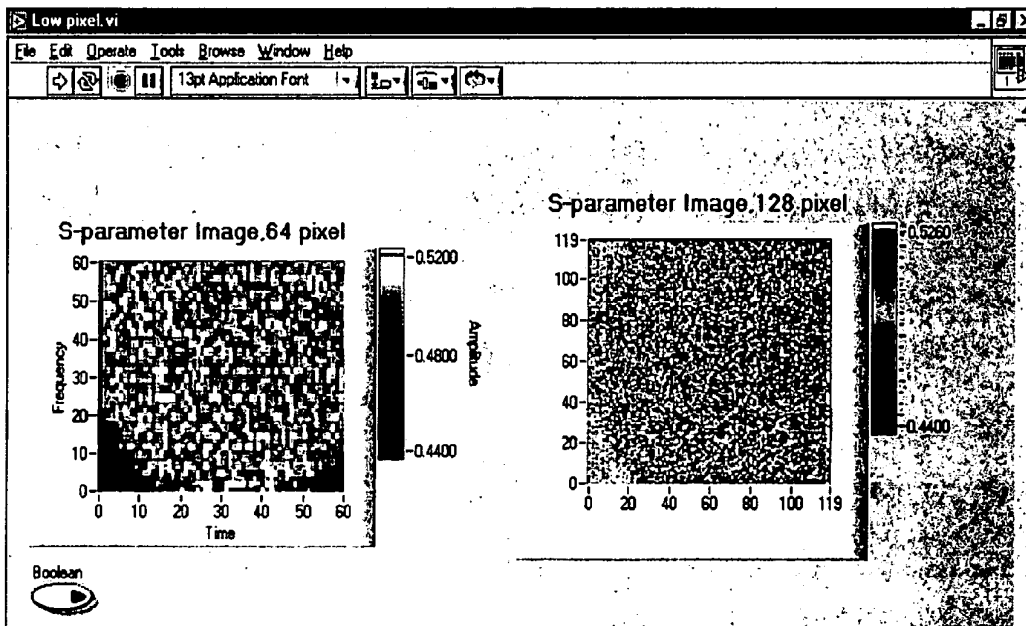 Low pixel.vi
File Edit Operate Tools Browse Window Help
13pt Application Font
1
S-parameter Image,64 pixel
60
50
40
30
20
10
0
Frequency
0 10 20 30 40 50 60
Time
0.5200
0.4800
0.4400
Amplitude
S-parameter Image,128 pixel
119
100
80
60
40
20
0
0 20 40 60 80 100 119
0.5260
0.4400
Boolean